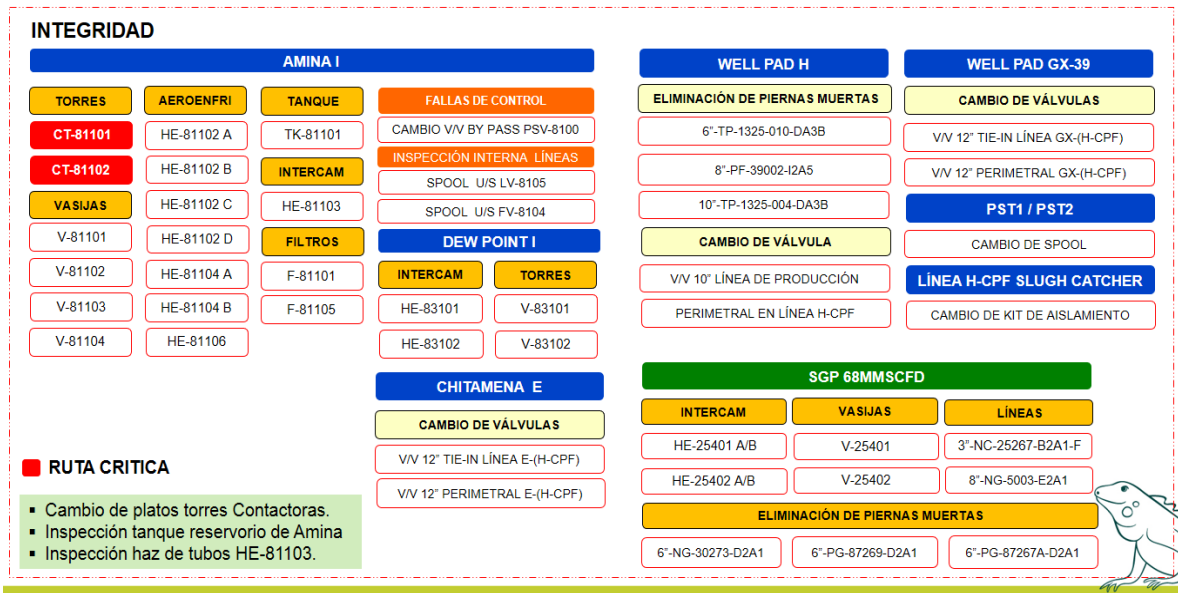 INTEGRIDAD
AMINA I
TORRES
CT-81101
CT-81102
VASIJAS
V-81101
V-81102
V-81103
V-81104
AEROENFRI
HE-81102 A
HE-81102 B
HE-81102 C
HE-81102 D
HE-81104 A
HE-81104 B
HE-81106
TANQUE
TK-81101
INTERCAM
HE-81103
FILTROS
F-81101
F-81105
FALLAS DE CONTROL
CAMBIO V/V BY PASS PSV-8100
INSPECCIÓN INTERNA LÍNEAS
SPOOL U/S LV-8105
SPOOL U/S FV-8104
DEW POINT I
INTERCAM
HE-83101
HE-83102
TORRES
V-83101
V-83102
CHITAMENA E
CAMBIO DE VÁLVULAS
V/V 12" TIE-IN LÍNEA E-(H-CPF)
V/V 12" PERIMETRAL E-(H-CPF)
WELL PAD H
ELIMINACIÓN DE PIERNAS MUERTAS
6"-TP-1325-010-DA3B
8"-PF-39002-I2A5
10"-TP-1325-004-DA3B
CAMBIO DE VÁLVULA
V/V 10" LÍNEA DE PRODUCCIÓN
PERIMETRAL EN LÍNEA H-CPF
WELL PAD GX-39
CAMBIO DE VÁLVULAS
V/V 12" TIE-IN LÍNEA GX-(H-CPF)
V/V 12" PERIMETRAL GX-(H-CPF)
PST1 / PST2
CAMBIO DE SPOOL
LÍNEA H-CPF SLUGH CATCHER
CAMBIO DE KIT DE AISLAMIENTO
SGP 68MMSCFD
INTERCAM
HE-25401 A/B
HE-25402 A/B
VASIJAS
V-25401
V-25402
LÍNEAS
3"-NC-25267-B2A1-F
8"-NG-5003-E2A1
ELIMINACIÓN DE PIERNAS MUERTAS
6"-NG-30273-D2A1
6"-PG-87269-D2A1
6"-PG-87267A-D2A1
RUTA CRITICA
▪ Cambio de platos torres Contactoras.
▪ Inspección tanque reservorio de Amina
▪ Inspección haz de tubos HE-81103.